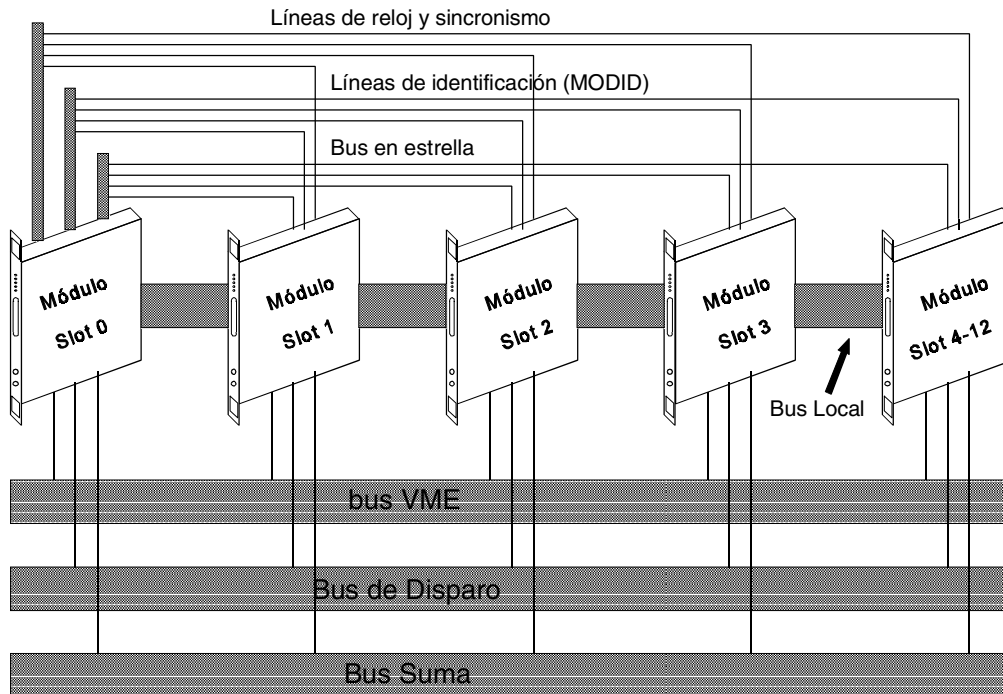 Líneas de reloj y sincronismo
Líneas de identificación (MODID)
Bus en estrella
Módulo
Slot 0
Módulo
Slot 1
Módulo
Slot 2
Módulo
Slot 3
Módulo
Slot 4-12
Bus Local
bus VME
Bus de Disparo
Bus Suma